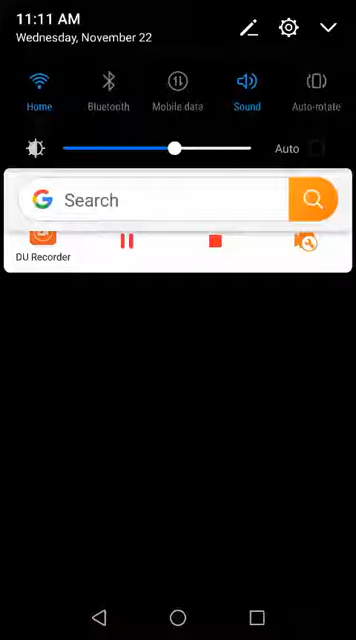 11:11 AM
Wednesday, November 22
Home
Bluetooth
Mobile data
Sound
Auto-rotate
Auto
Search
DU Recorder